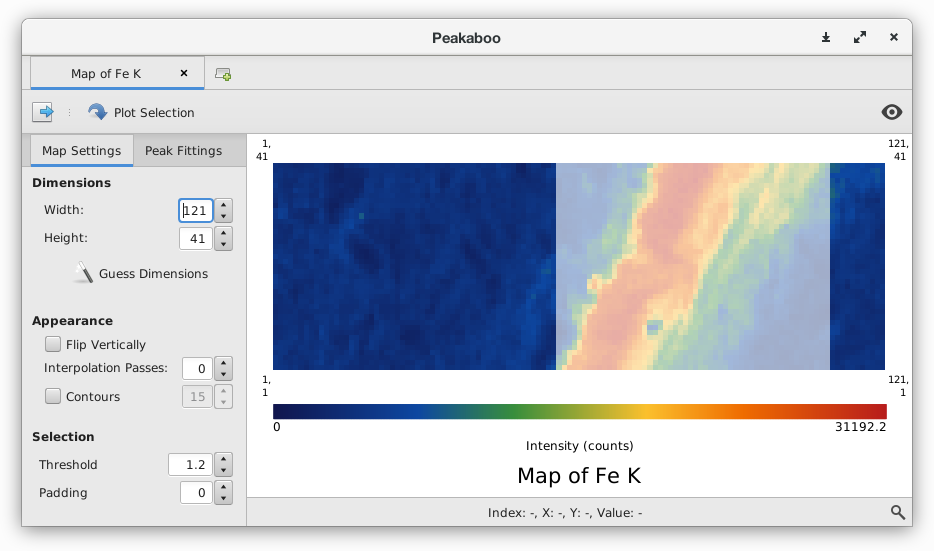 Peakaboo
Map of Fe K
Plot Selection
Map Settings
Peak Fittings
Dimensions
Width: 121
Height: 41
Guess Dimensions
Appearance
Flip Vertically
Interpolation Passes: 0
Contours 15
Selection
Threshold 1.2
Padding 0
1,
41
121,
41
1,
1
121,
1
0
31192.2
Intensity (counts)
Map of Fe K
Index: -, X: -, Y: -, Value: -